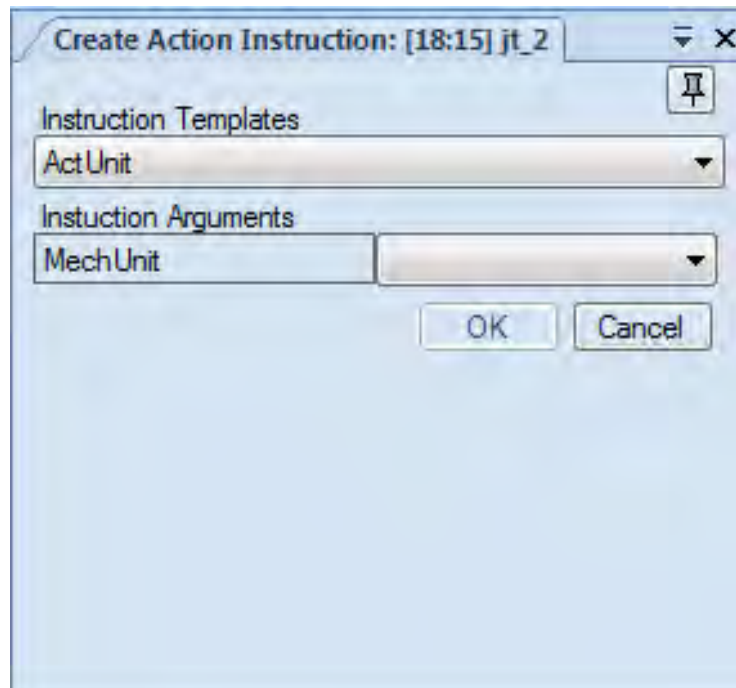 Create Action Instruction: [18:15] jt_2
Instruction Templates
ActUnit
Instuction Arguments
MechUnit
OK Cancel